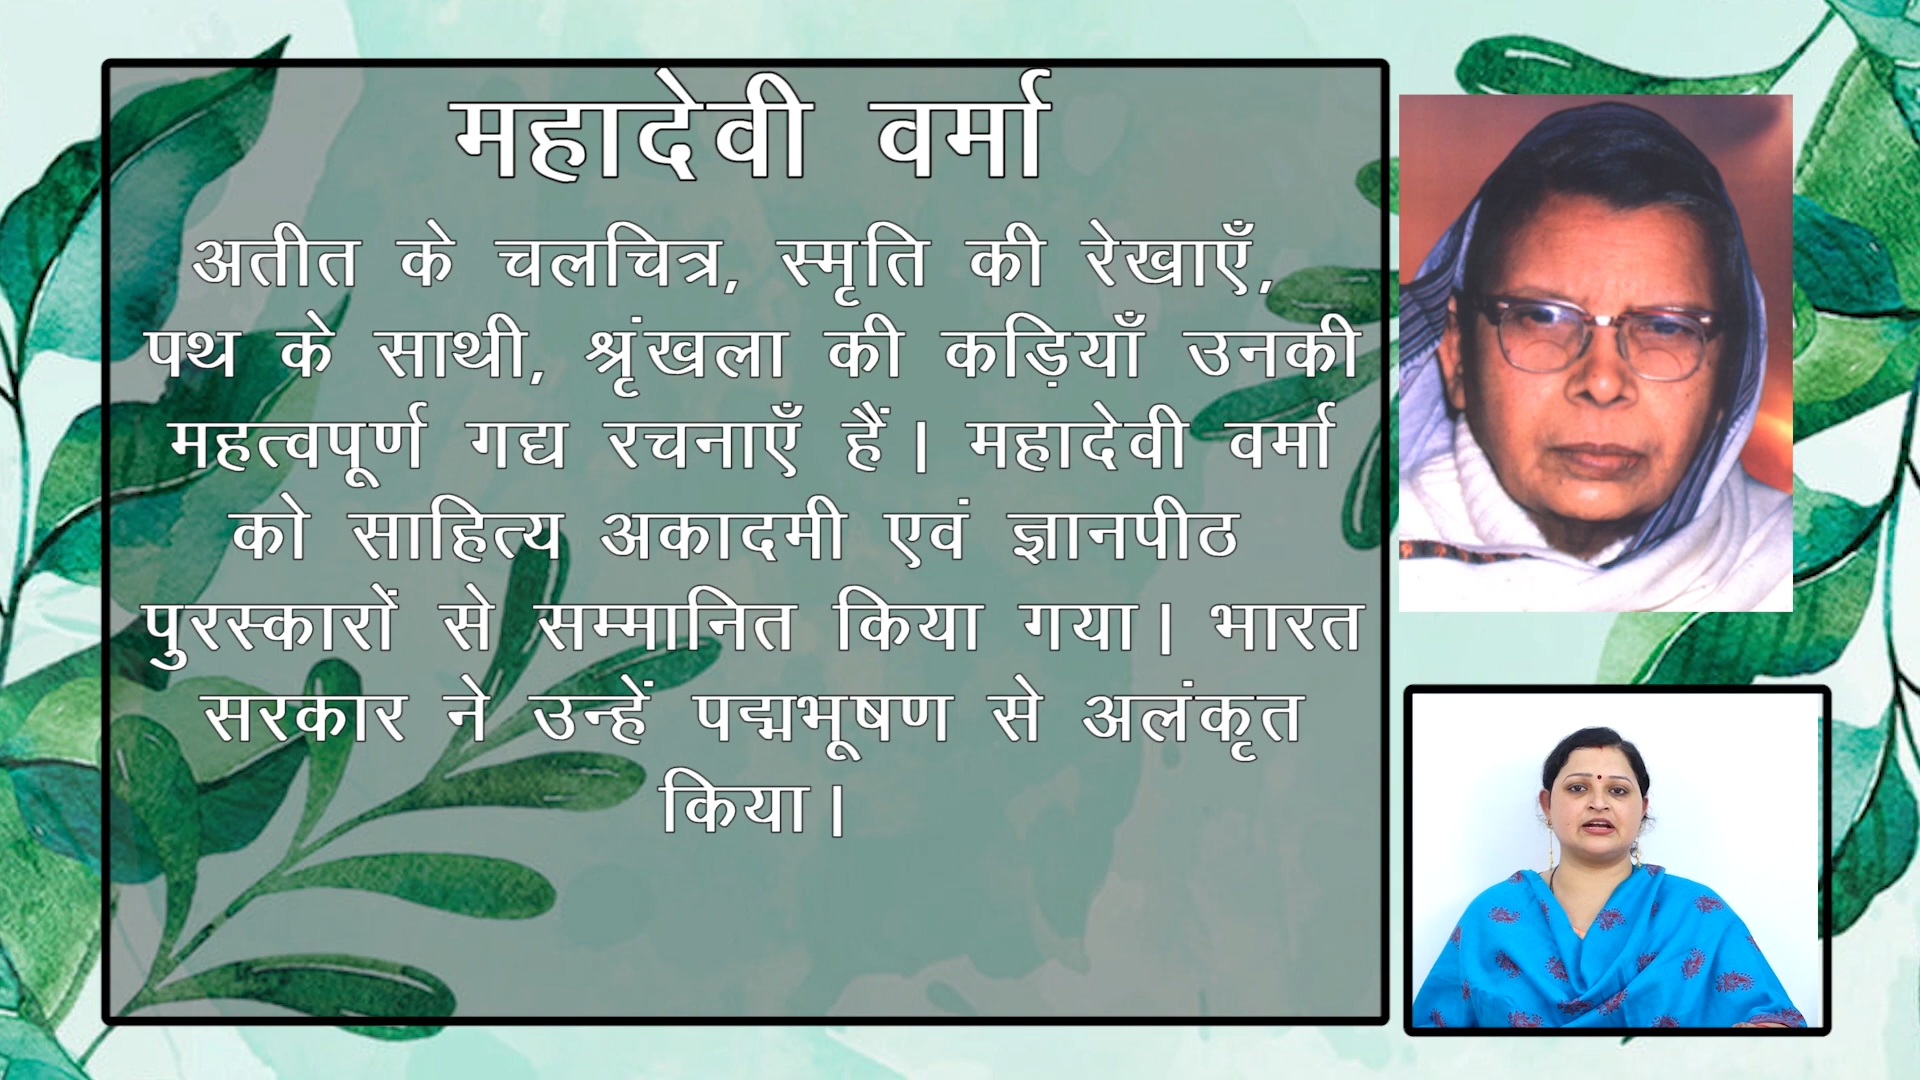 महादेवी वर्मा
अतीत के चलचित्र, स्मृति की रेखाएँ,
पथ के साथी, श्रृंखला की कड़ियाँ उनकी
महत्वपूर्ण गद्य रचनाएँ हैं। महादेवी वर्मा
को साहित्य अकादमी एवं ज्ञानपीठ
पुरस्कारों से सम्मानित किया गया। भारत
सरकार ने उन्हें पद्मभूषण से अलंकृत
किया।